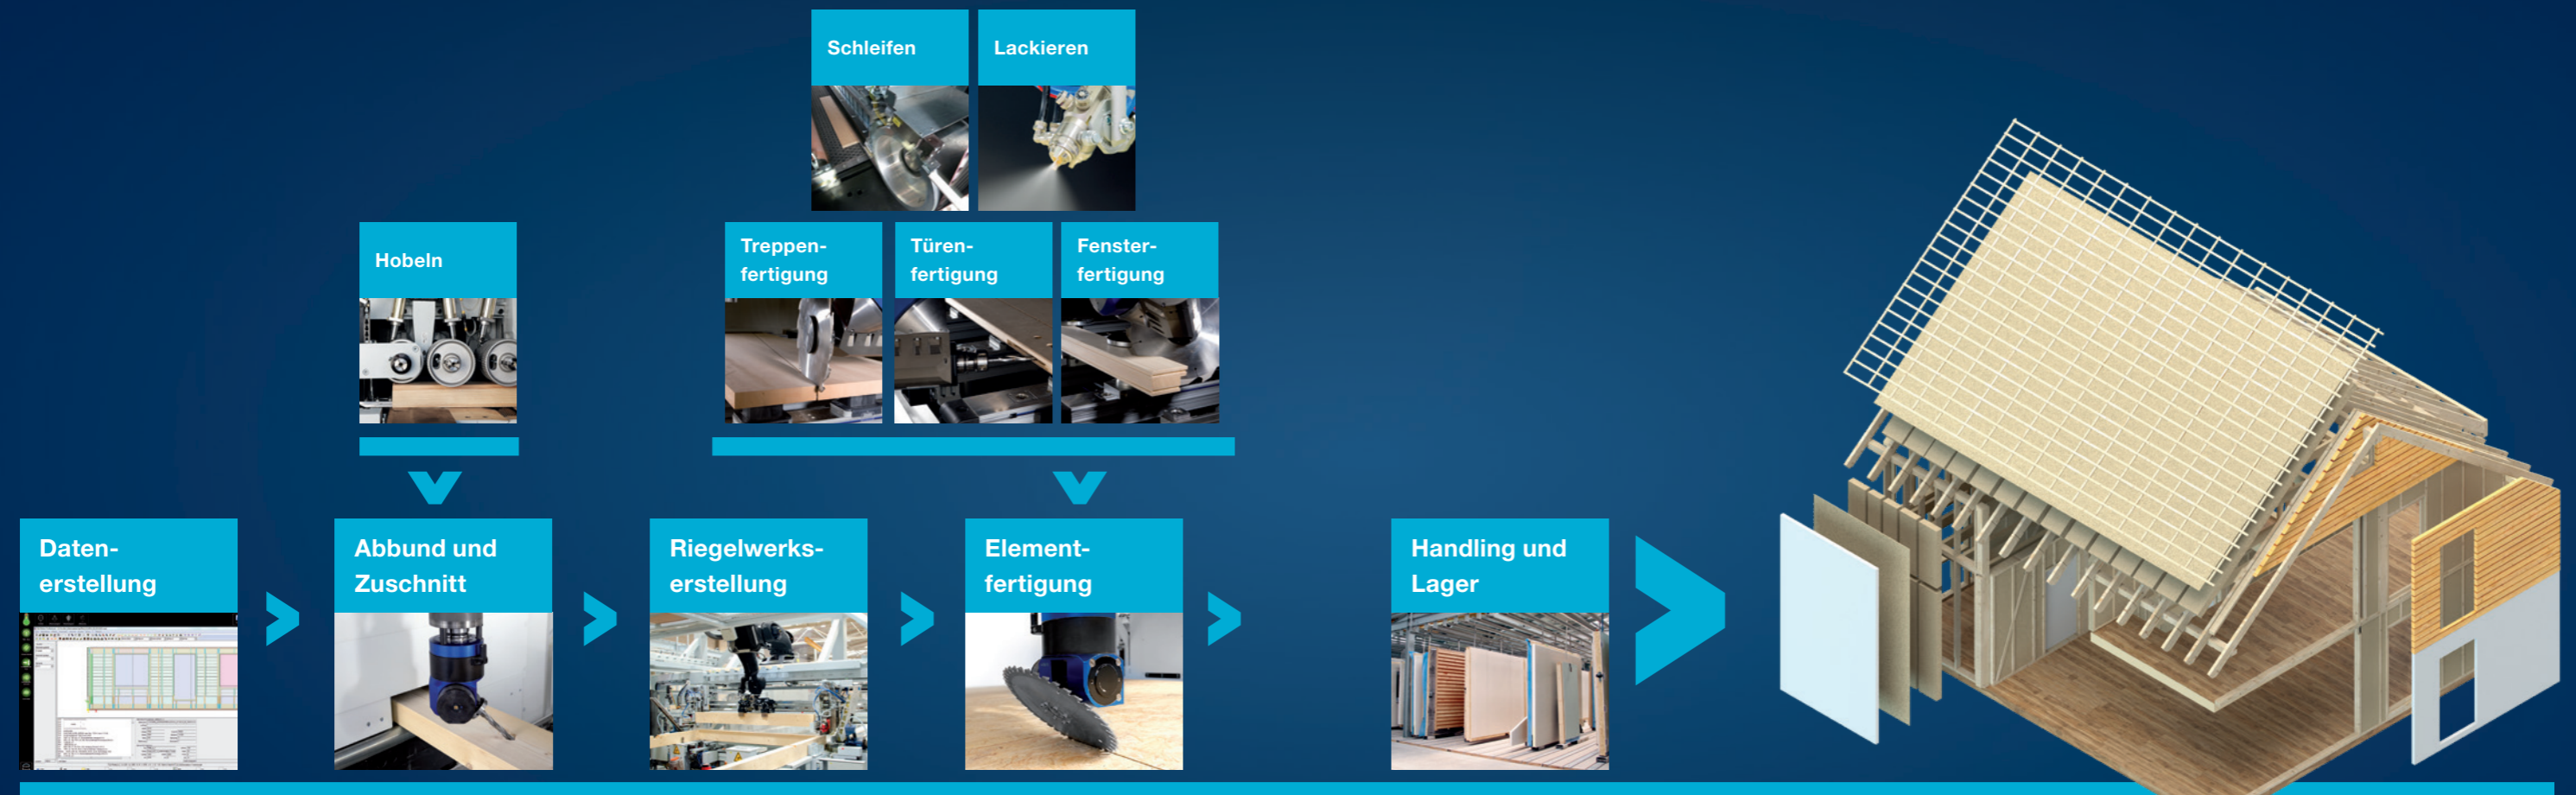 Schleifen
Lackieren
Hobeln
Treppen-
fertigung
Türen-
fertigung
Fenster-
fertigung
Daten-
erstellung
Abbund und
Zuschnitt
Riegelwerks-
erstellung
Element-
fertigung
Handling und
Lager